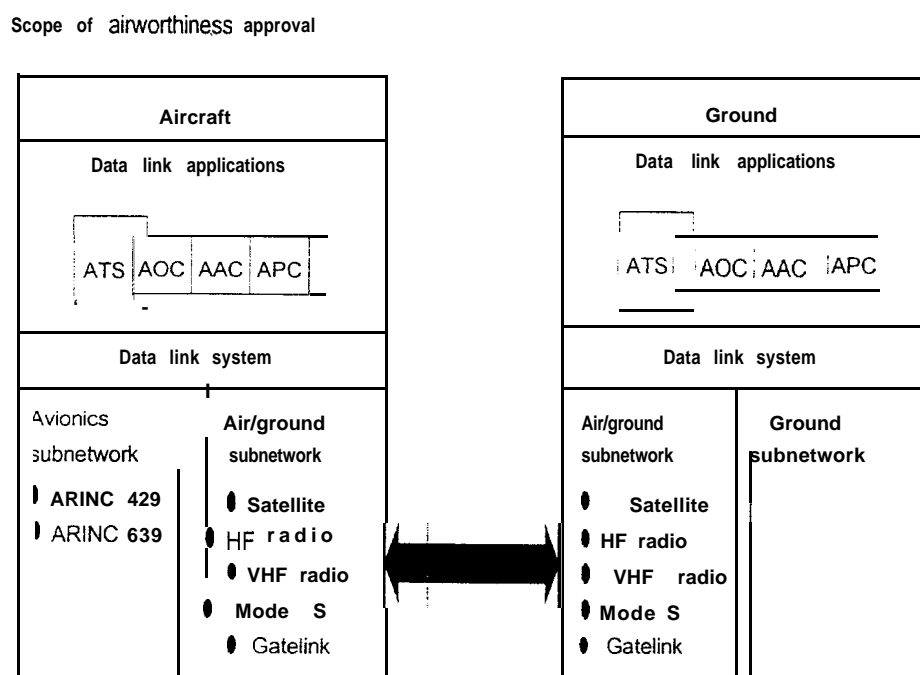 Scope of airworthiness approval
Aircraft
Data link applications
ATS AOC AAC APC
Data link system
Avionics
subnetwork
ARINC 429
ARINC 639
Air/ground
subnetwork
Satellite
HF radio
VHF radio
Mode S
Gatelink
Ground
Data link applications
ATS AOC AAC APC
Data link system
Air/ground
subnetwork
Satellite
HF radio
VHF radio
Mode S
Gatelink
Ground
subnetwork